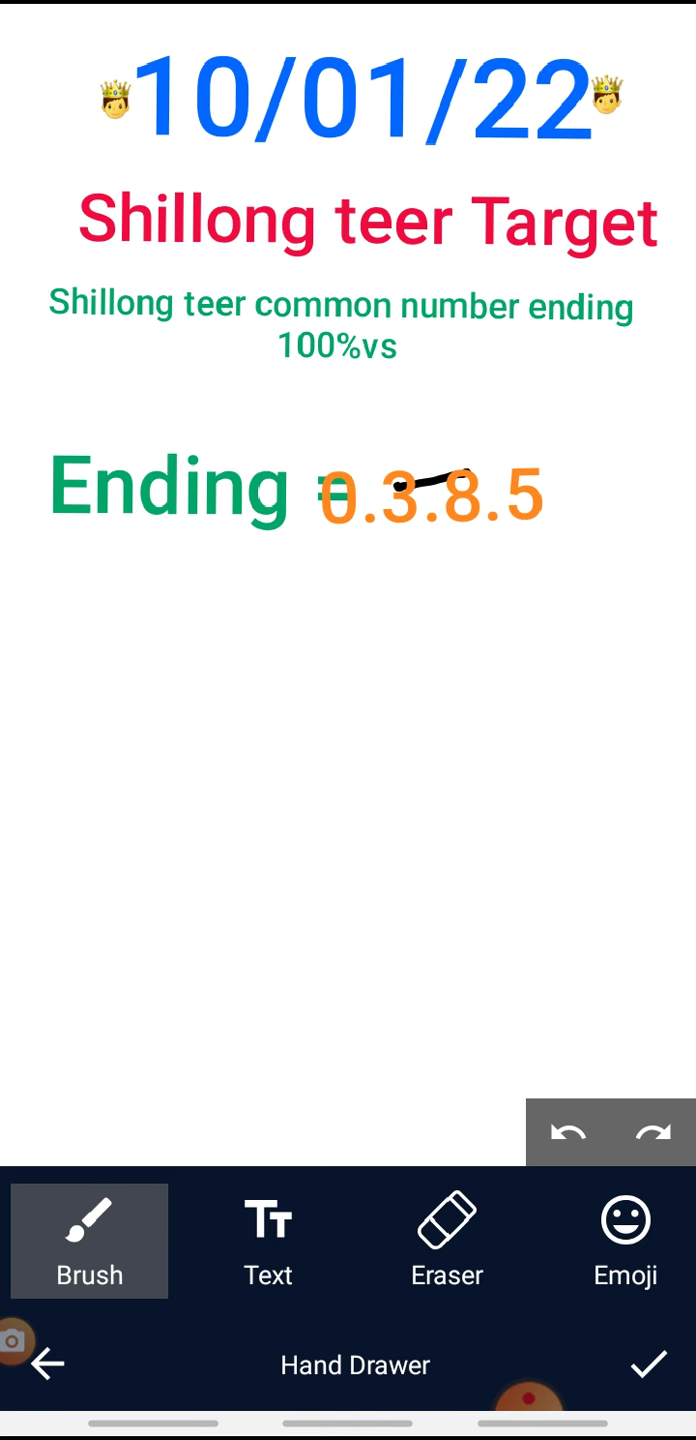 10/01/22
Shillong teer Target
Shillong teer common number ending
100%vs
Ending = 0.3.8.5
Brush Text Eraser Emoji
Hand Drawer